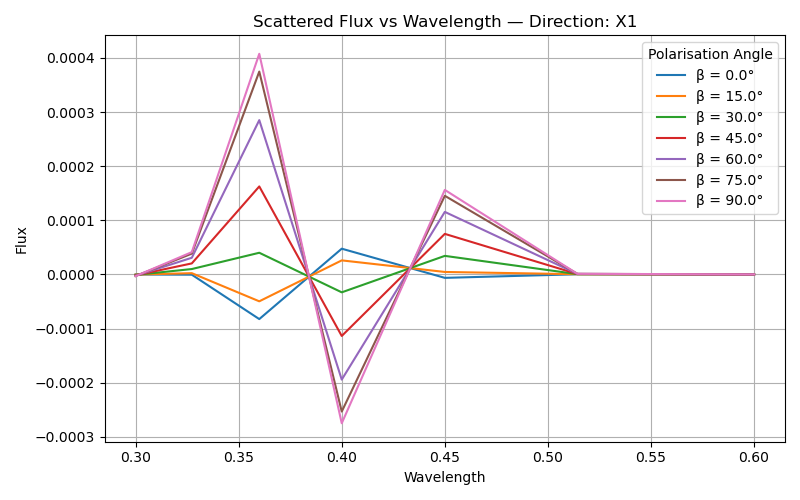 Scattered Flux vs Wavelength — Direction: X1
Flux
0.0004
0.0003
0.0002
0.0001
0.0000
−0.0001
−0.0002
−0.0003
Polarisation Angle
β = 0.0°
β = 15.0°
β = 30.0°
β = 45.0°
β = 60.0°
β = 75.0°
β = 90.0°
0.30 0.35 0.40 0.45 0.50 0.55 0.60
Wavelength